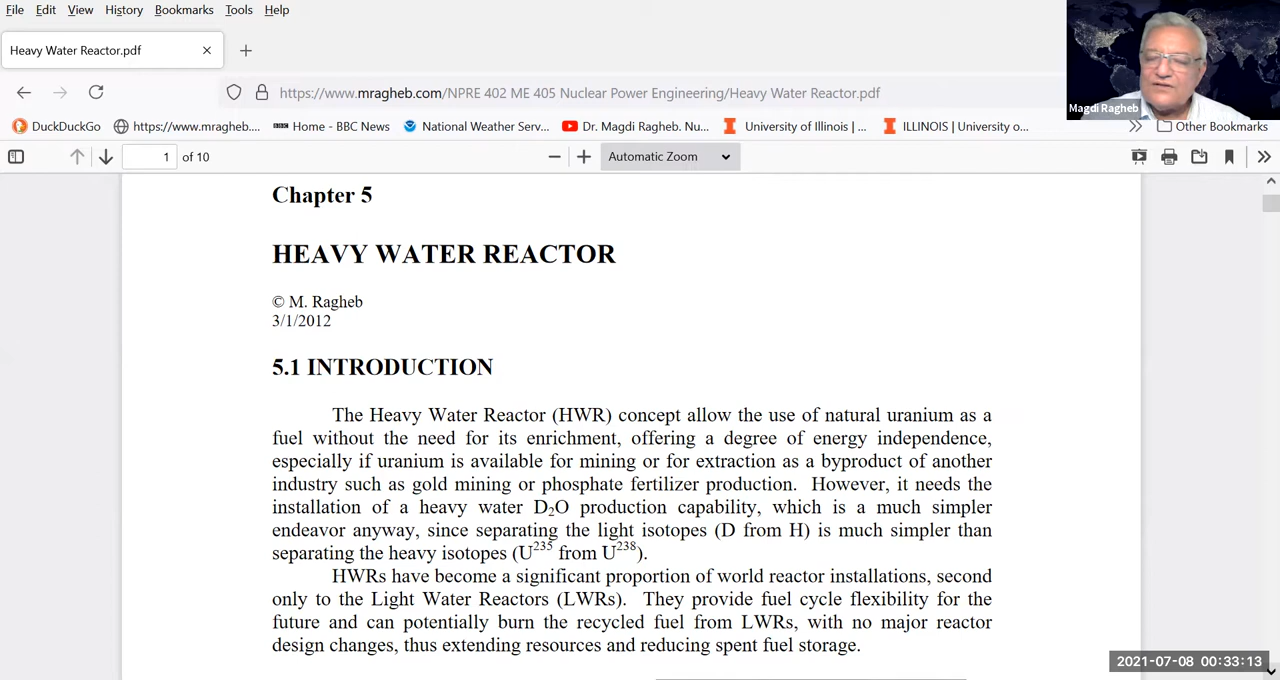 File Edit View History Bookmarks Tools Help
Heavy Water Reactor.pdf
https://www.mragheb.com/NPRE 402 ME 405 Nuclear Power Engineering/Heavy Water Reactor.pdf
Magdi Ragheb
DuckDuckGo https://www.mragheb.... BBC Home - BBC News National Weather Serv... Dr. Magdi Ragheb. Nu... University of Illinois | ... ILLINOIS | University o... Other Bookmarks
1 of 10 Automatic Zoom
Chapter 5
HEAVY WATER REACTOR
© M. Ragheb
3/1/2012
5.1 INTRODUCTION
The Heavy Water Reactor (HWR) concept allow the use of natural uranium as a
fuel without the need for its enrichment, offering a degree of energy independence,
especially if uranium is available for mining or for extraction as a byproduct of another
industry such as gold mining or phosphate fertilizer production. However, it needs the
installation of a heavy water D₂O production capability, which is a much simpler
endeavor anyway, since separating the light isotopes (D from H) is much simpler than
separating the heavy isotopes (U²³⁵ from U²³⁸).
HWRs have become a significant proportion of world reactor installations, second
only to the Light Water Reactors (LWRs). They provide fuel cycle flexibility for the
future and can potentially burn the recycled fuel from LWRs, with no major reactor
design changes, thus extending resources and reducing spent fuel storage.
2021-07-08 00:33:13